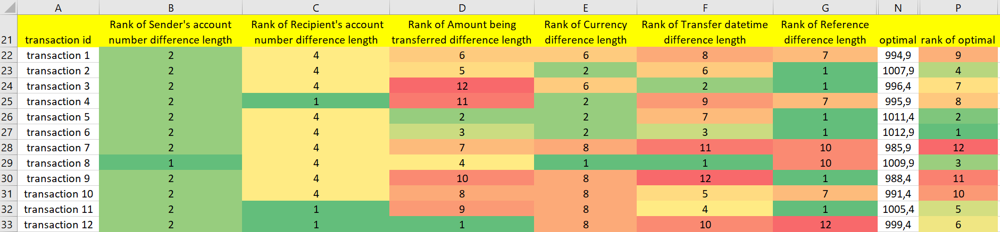 A B C D E F G N P
21 transaction id Rank of Sender's account number difference length Rank of Recipient's account number difference length Rank of Amount being transferred difference length Rank of Currency difference length Rank of Transfer datetime difference length Rank of Reference difference length optimal rank of optimal
22 transaction 1 2 4 6 6 8 7 994,9 9
23 transaction 2 2 4 5 2 6 1 1007,9 4
24 transaction 3 2 4 12 6 2 1 996,4 7
25 transaction 4 2 1 11 2 9 7 995,9 8
26 transaction 5 2 4 2 2 7 1 1011,4 2
27 transaction 6 2 4 3 2 3 1 1012,9 1
28 transaction 7 2 4 7 8 11 10 985,9 12
29 transaction 8 1 4 4 1 1 10 1009,9 3
30 transaction 9 2 4 10 8 12 1 988,4 11
31 transaction 10 2 4 8 8 5 7 991,4 10
32 transaction 11 2 1 9 8 4 1 1005,4 5
33 transaction 12 2 1 1 8 10 12 999,4 6